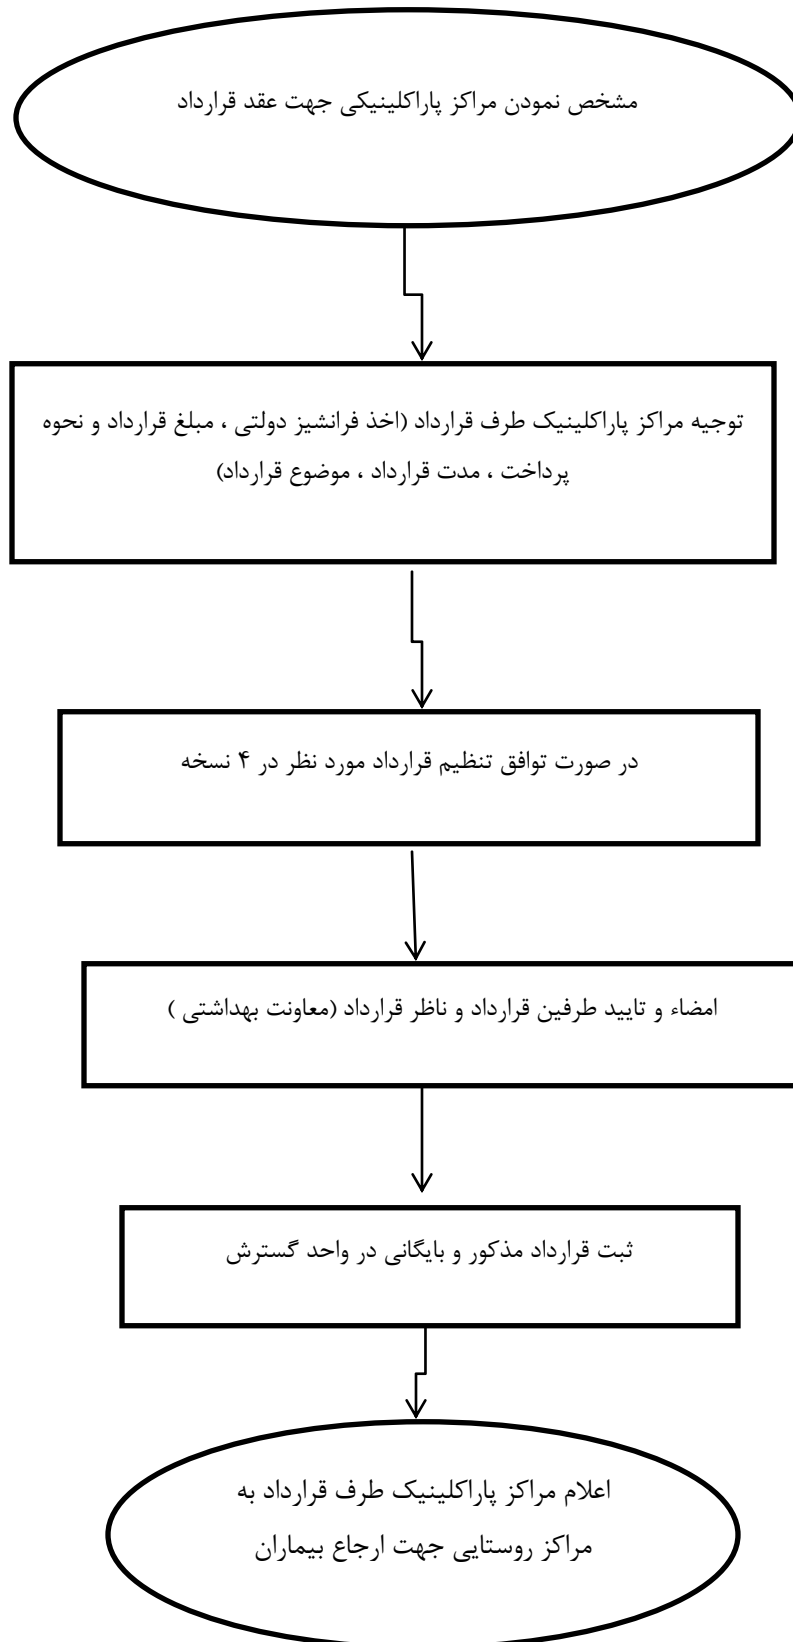 مشخص نمودن مراکز پاراکلینیکی جهت عقد قرارداد
توجیه مراکز پاراکلینیک طرف قرارداد (اخذ فرانشیز دولتی ، مبلغ قرارداد و نحوه
پرداخت ، مدت قرارداد ، موضوع قرارداد)
در صورت توافق تنظیم قرارداد مورد نظر در ۴ نسخه
امضاء و تایید طرفین قرارداد و ناظر قرارداد (معاونت بهداشتی )
ثبت قرارداد مذکور و بایگانی در واحد گسترش
اعلام مراکز پاراکلینیک طرف قرارداد به
مراکز روستایی جهت ارجاع بیماران